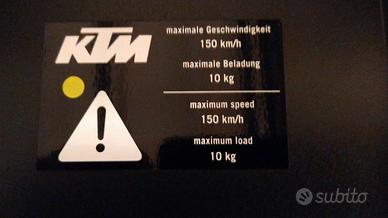 KTM
maximale Geschwindigkeit
150 km/h
maximale Beladung
10 kg
maximum speed
150 km/h
maximum load
10 kg
!
subito